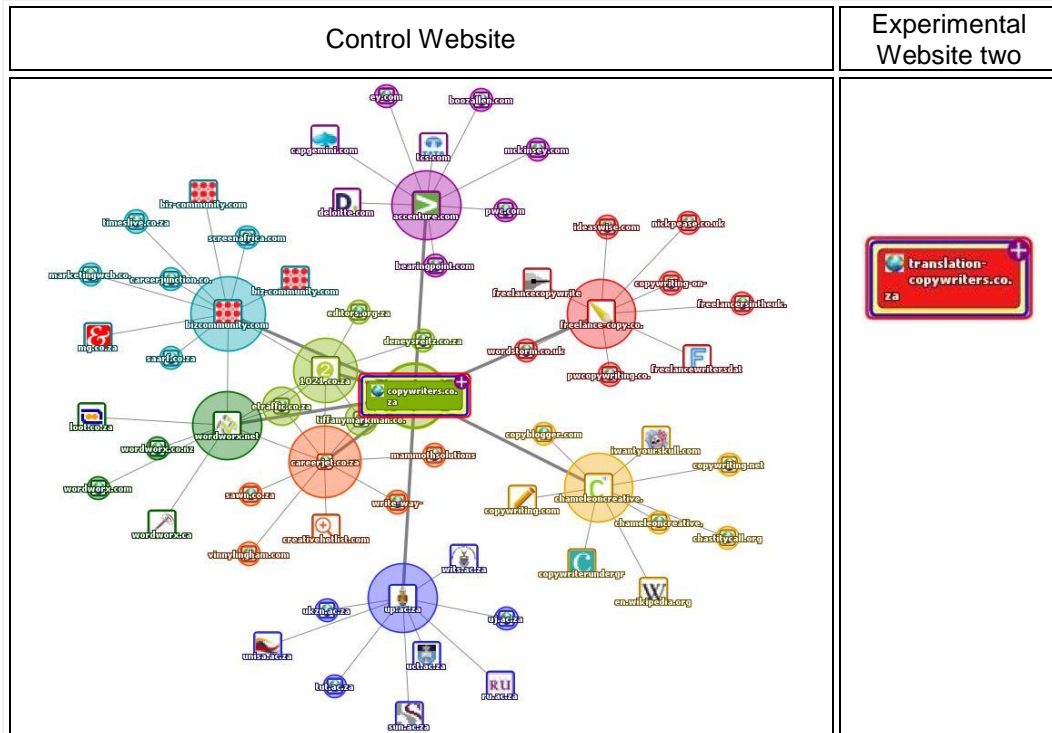 Control Website
Experimental
Website two
ey.com
boozallen.com
capgemini.com
tcs.com
mckinsey.com
deloitte.com
accenture.com
pwc.com
bearingpoint.com
biz-community.com
timeslive.co.za
screenafrica.com
marketingweb.co.
careerjunction.co.
biz-community.com
bizcommunity.com
mg.co.za
saarf.co.za
editors.org.za
deneysreitz.co.za
1021.co.za
ideaswise.com
nickpease.co.uk
freelancecopywrite
copywriting-on-
freelancersintheuk.
freelance-copy.co.
wordstorm.co.uk
pwcopywriting.co.
freelancewritersdat
translation-
copywriters.co.
za
copywriters.co.
za
etraffic.co.za
tiffanymarkman.co.
loot.co.za
wordworx.net
wordworx.co.nz
wordworx.com
wordworx.ca
careerjet.co.za
mammothsolutions
sawn.co.za
write-way-
creativehotlist.com
vinnylingham.com
copyblogger.com
iwantyourskull.com
copywriting.net
chameleoncreative.
copywriting.com
chameleoncreative.
chastitycall.org
copywriterundergr
en.wikipedia.org
wits.ac.za
ukzn.ac.za
up.ac.za
uj.ac.za
unisa.ac.za
uct.ac.za
tut.ac.za
RU
ru.ac.za
sun.ac.za